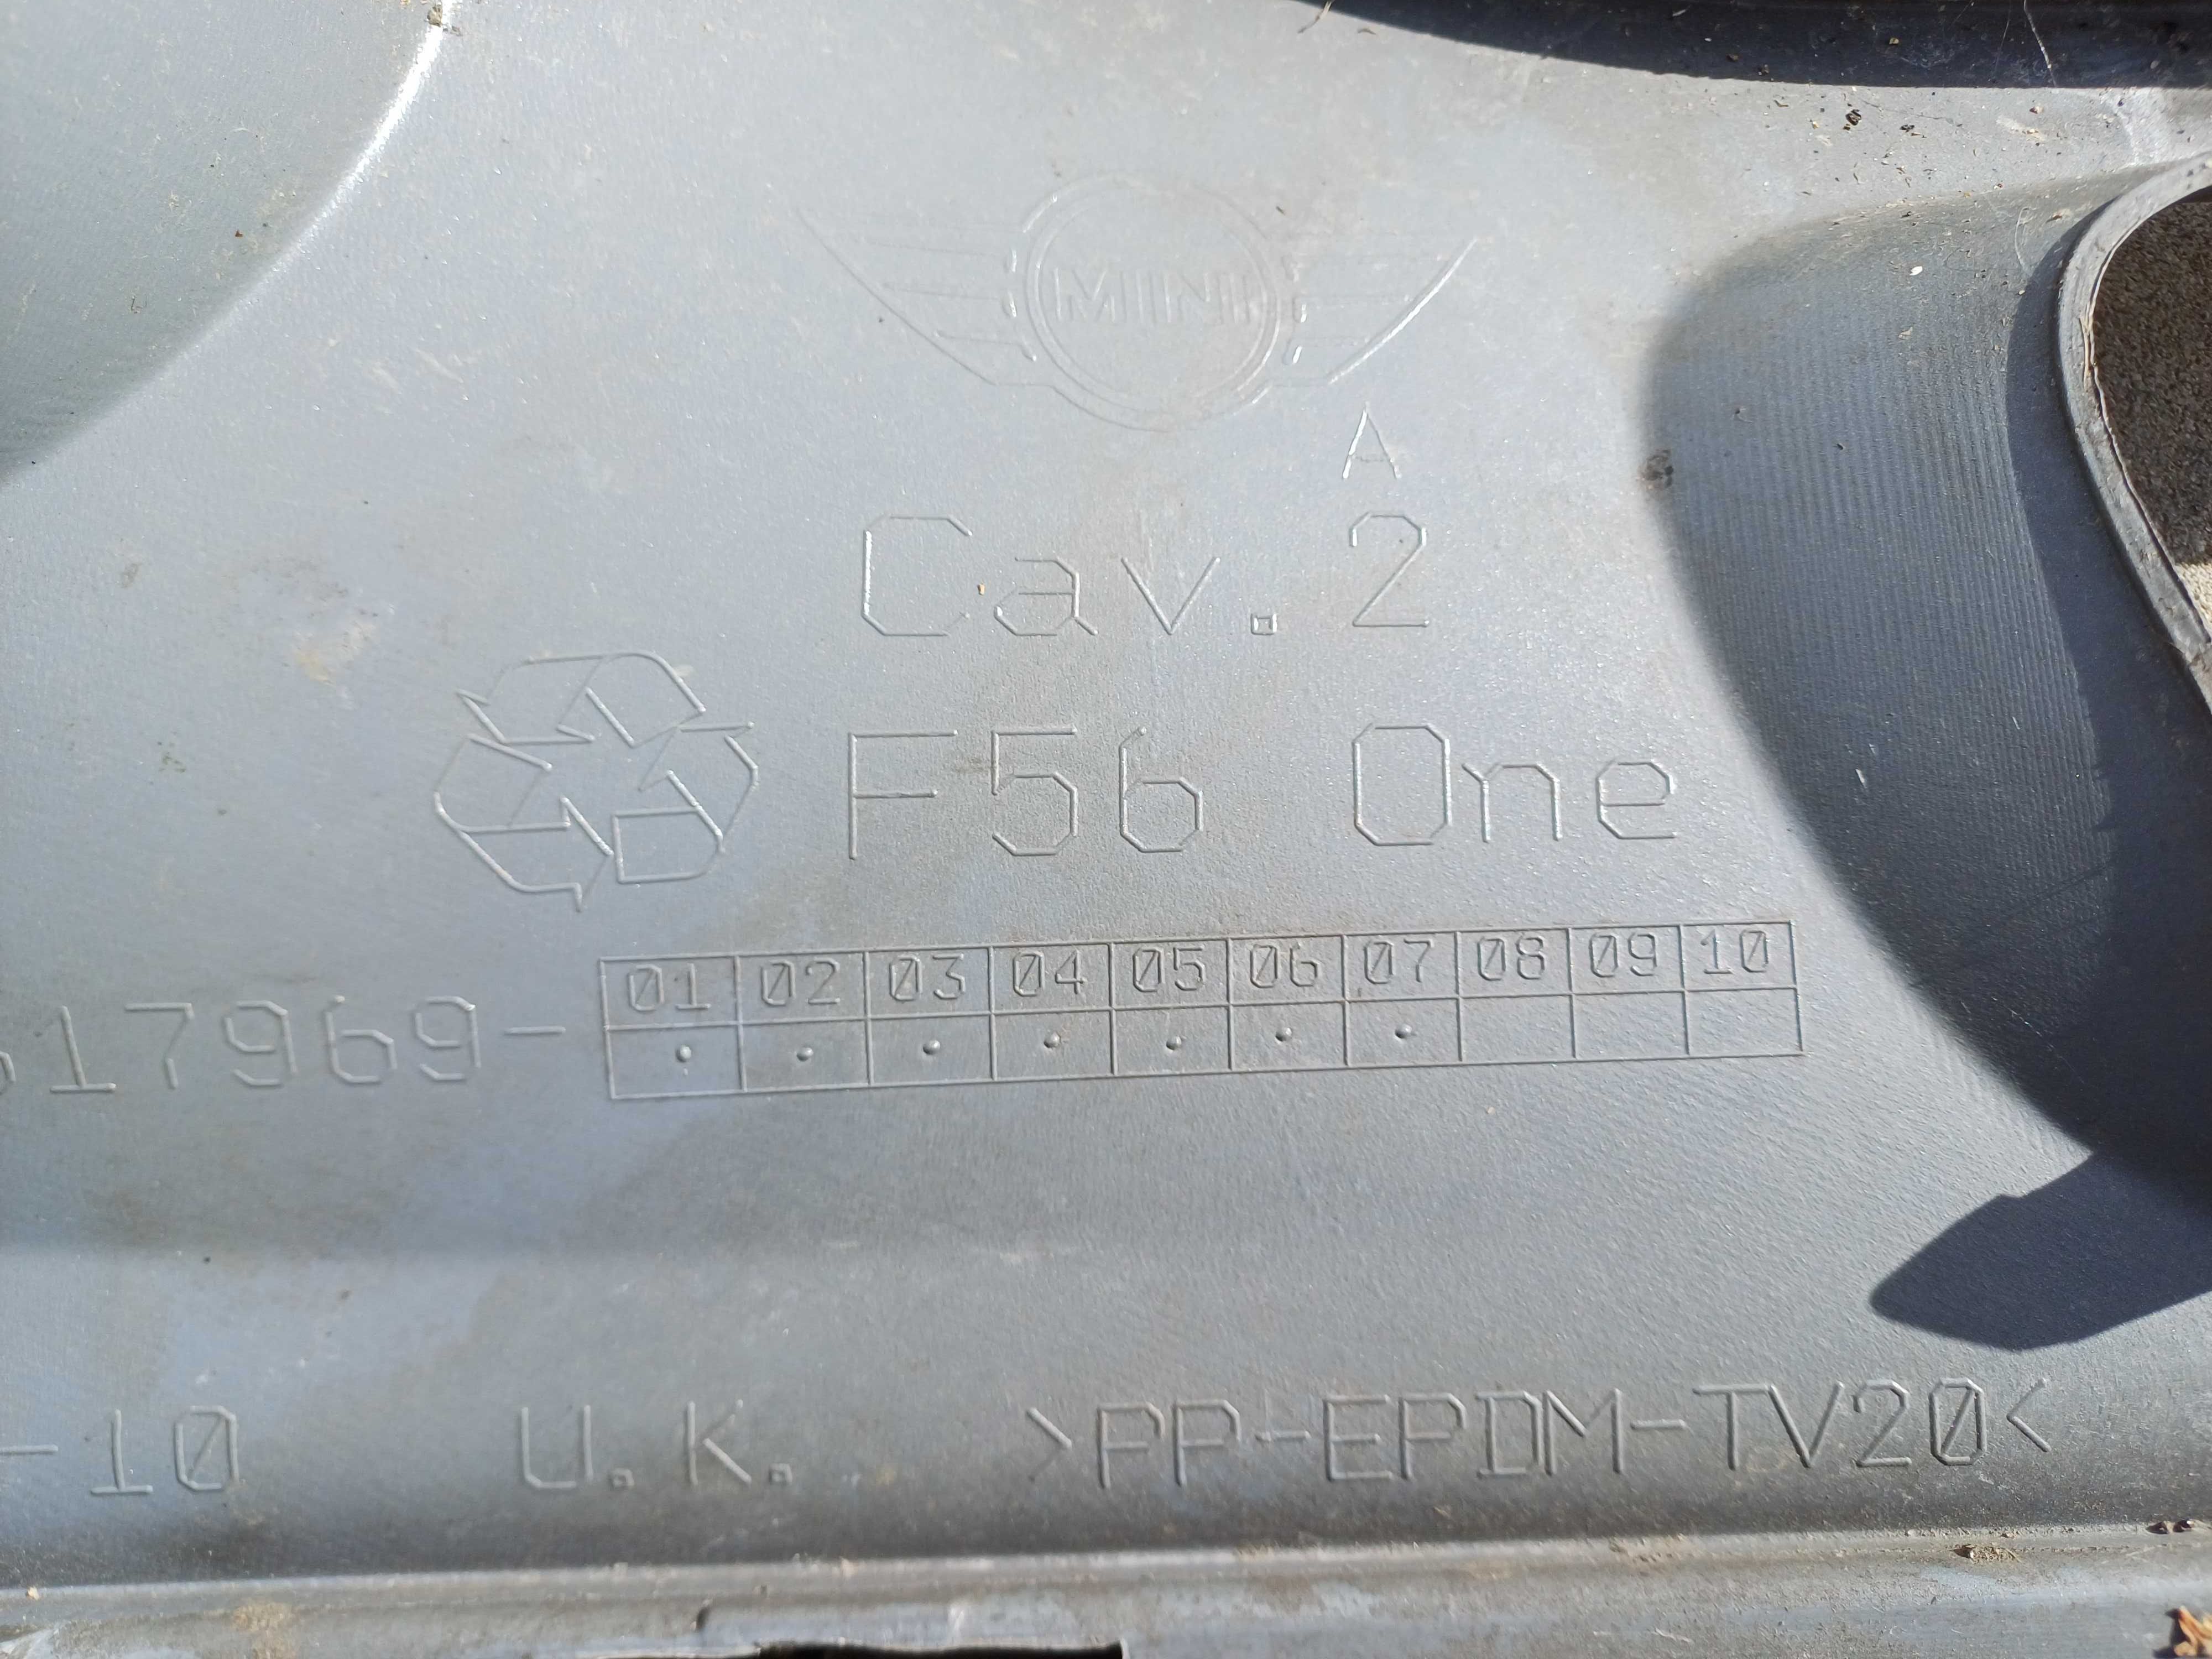 MINI
A
Cav.2
F56 One
01 02 03 04 05 06 07 08 09 10
17969-
-10 U.K. >PP-EPDM-TV20<